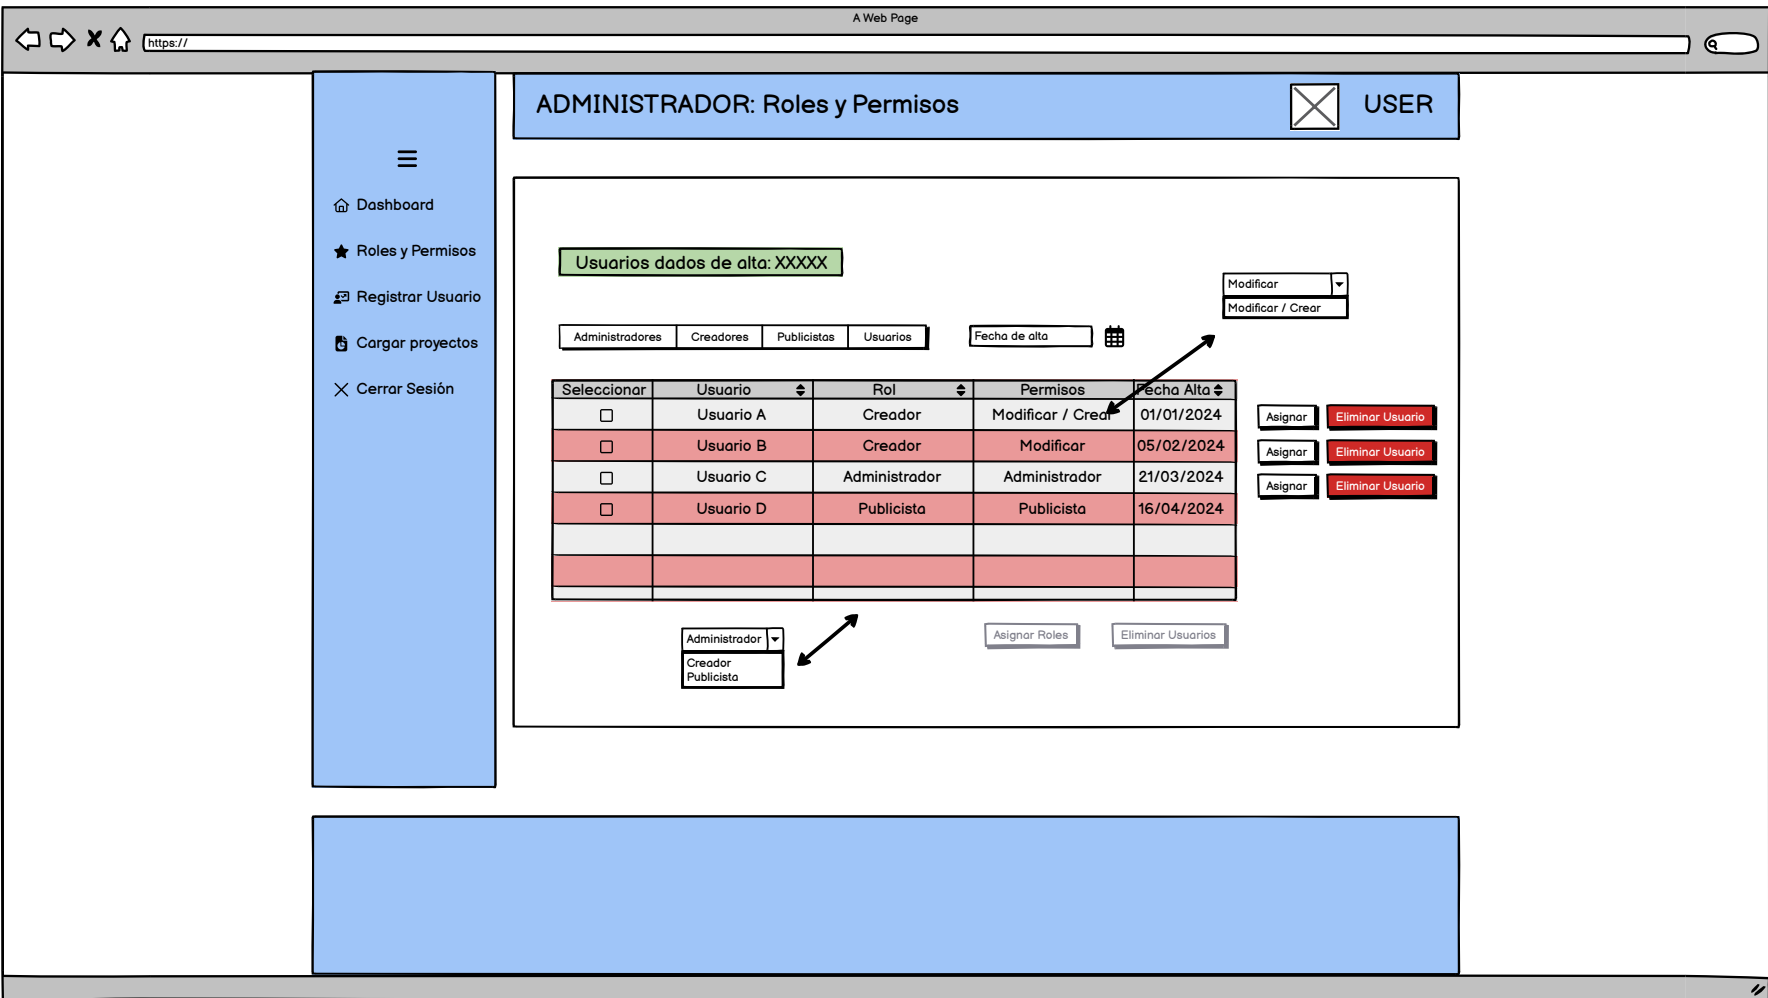 A Web Page
https://
ADMINISTRADOR: Roles y Permisos
USER
Dashboard
Roles y Permisos
Registrar Usuario
Cargar proyectos
Cerrar Sesión
Usuarios dados de alta: XXXXX
Modificar
Modificar / Crear
Administradores Creadores Publicistas Usuarios
Fecha de alta
Seleccionar Usuario Rol Permisos Fecha Alta
Usuario A Creador Modificar / Crear 01/01/2024 Asignar Eliminar Usuario
Usuario B Creador Modificar 05/02/2024 Asignar Eliminar Usuario
Usuario C Administrador Administrador 21/03/2024 Asignar Eliminar Usuario
Usuario D Publicista Publicista 16/04/2024
Administrador
Creador
Publicista
Asignar Roles Eliminar Usuarios